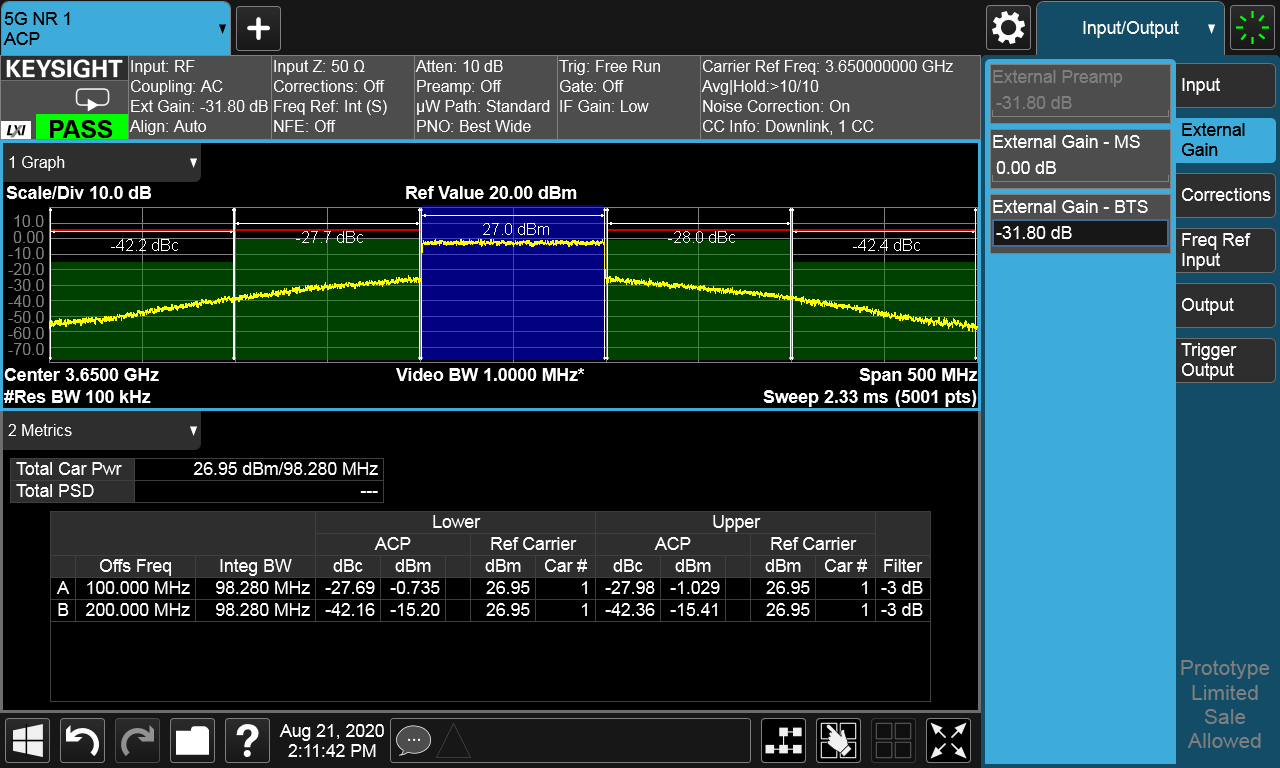 5G NR 1
ACP
Input/Output
KEYSIGHT
LXI
PASS
Input: RF
Coupling: AC
Ext Gain: -31.80 dB
Align: Auto
Input Z: 50 Ω
Corrections: Off
Freq Ref: Int (S)
NFE: Off
Atten: 10 dB
Preamp: Off
µW Path: Standard
PNO: Best Wide
Trig: Free Run
Gate: Off
IF Gain: Low
Carrier Ref Freq: 3.650000000 GHz
Avg|Hold:>10/10
Noise Correction: On
CC Info: Downlink, 1 CC
1 Graph
Scale/Div 10.0 dB
Ref Value 20.00 dBm
10.0
0.00
-10.0
-20.0
-30.0
-40.0
-50.0
-60.0
-70.0
-42.2 dBc
-27.7 dBc
27.0 dBm
-28.0 dBc
-42.4 dBc
Center 3.6500 GHz
Video BW 1.0000 MHz*
Span 500 MHz
#Res BW 100 kHz
Sweep 2.33 ms (5001 pts)
2 Metrics
Total Car Pwr 26.95 dBm/98.280 MHz
Total PSD ---
Lower Upper
ACP Ref Carrier ACP Ref Carrier
Offs Freq Integ BW dBc dBm dBm Car # dBc dBm dBm Car # Filter
A 100.000 MHz 98.280 MHz -27.69 -0.735 26.95 1 -27.98 -1.029 26.95 1 -3 dB
B 200.000 MHz 98.280 MHz -42.16 -15.20 26.95 1 -42.36 -15.41 26.95 1 -3 dB
External Preamp
-31.80 dB
External Gain - MS
0.00 dB
External Gain - BTS
-31.80 dB
Input
External
Gain
Corrections
Freq Ref
Input
Output
Trigger
Output
Prototype
Limited
Sale
Allowed
?
Aug 21, 2020
2:11:42 PM